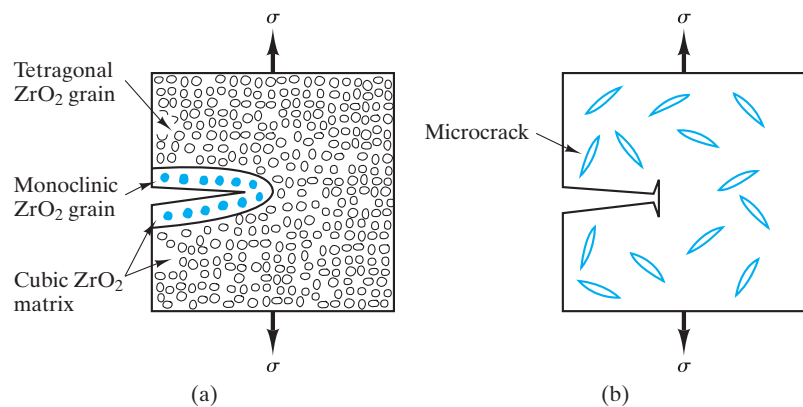 σ
Tetragonal
ZrO₂ grain
Monoclinic
ZrO₂ grain
Cubic ZrO₂
matrix
σ
(a)
σ
Microcrack
σ
(b)